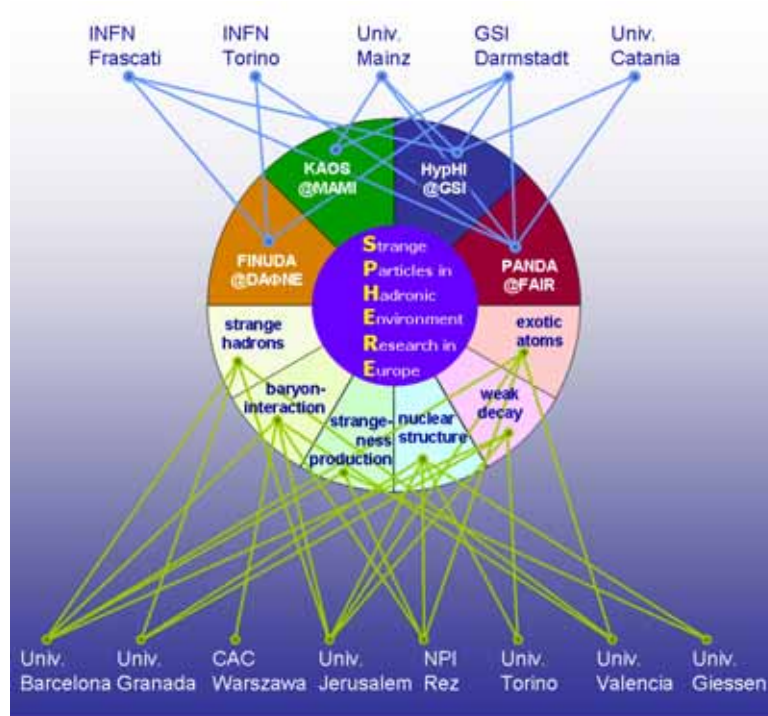 INFN
Frascati
INFN
Torino
Univ.
Mainz
GSI
Darmstadt
Univ.
Catania
KAOS
@MAMI
HypHI
@GSI
FINUDA
@DAΦNE
PANDA
@FAIR
Strange
Particles in
Hadronic
Environment
Research in
Europe
strange
hadrons
baryon-
interaction
strange-
ness
production
nuclear
structure
weak
decay
exotic
atoms
Univ.
Barcelona
Univ.
Granada
CAC
Warszawa
Univ.
Jerusalem
NPI
Rez
Univ.
Torino
Univ.
Valencia
Univ.
Giessen